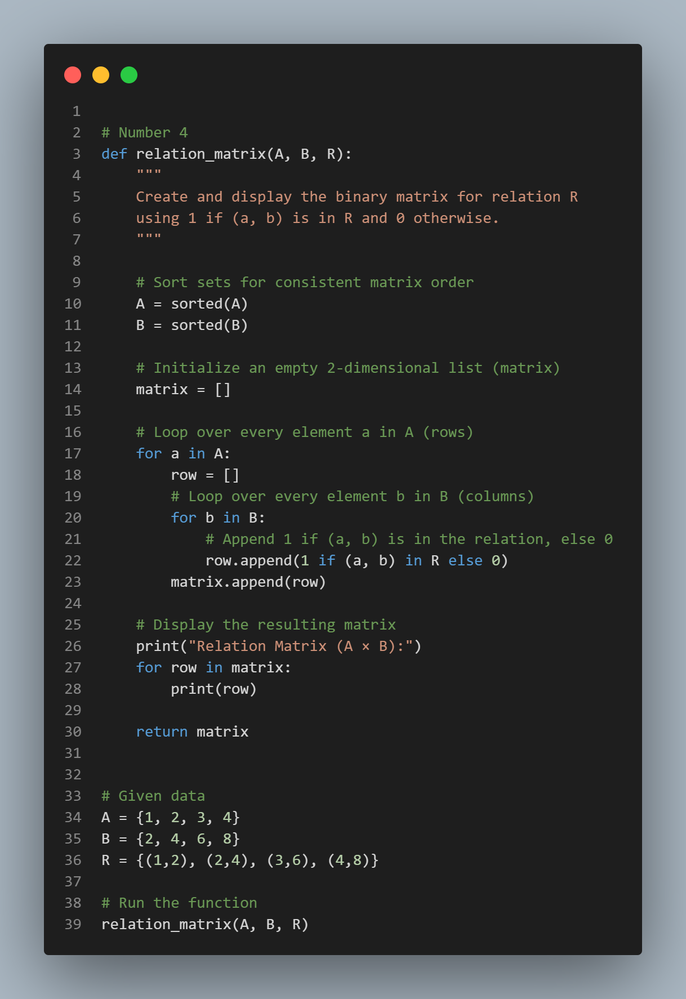 1
2 # Number 4
3 def relation_matrix(A, B, R):
4     """
5     Create and display the binary matrix for relation R
6     using 1 if (a, b) is in R and 0 otherwise.
7     """
8
9     # Sort sets for consistent matrix order
10     A = sorted(A)
11     B = sorted(B)
12
13     # Initialize an empty 2-dimensional list (matrix)
14     matrix = []
15
16     # Loop over every element a in A (rows)
17     for a in A:
18         row = []
19         # Loop over every element b in B (columns)
20         for b in B:
21             # Append 1 if (a, b) is in the relation, else 0
22             row.append(1 if (a, b) in R else 0)
23         matrix.append(row)
24
25     # Display the resulting matrix
26     print("Relation Matrix (A × B):")
27     for row in matrix:
28         print(row)
29
30     return matrix
31
32
33 # Given data
34 A = {1, 2, 3, 4}
35 B = {2, 4, 6, 8}
36 R = {(1,2), (2,4), (3,6), (4,8)}
37
38 # Run the function
39 relation_matrix(A, B, R)